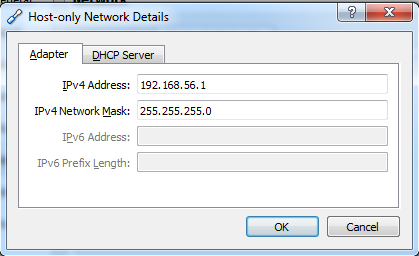 Host-only Network Details
Adapter DHCP Server
IPv4 Address: 192.168.56.1
IPv4 Network Mask: 255.255.255.0
IPv6 Address:
IPv6 Prefix Length:
OK Cancel